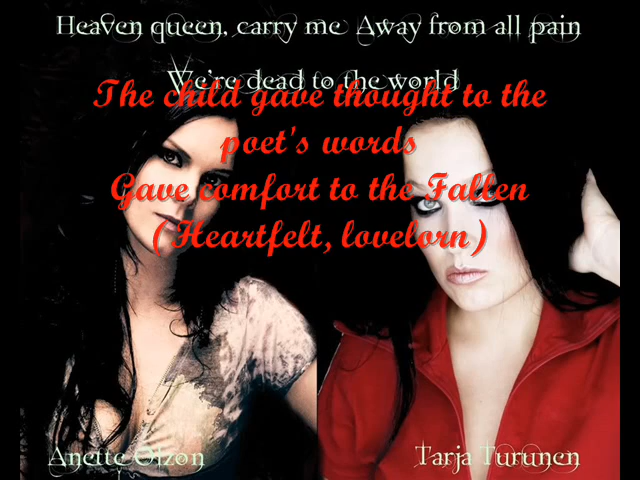 Heaven queen, carry me Away from all pain
We're dead to the world
The child gave thought to the
poet's words
Gave comfort to the Fallen
(Heartfelt, lovelorn)
Anette Olzon
Tarja Turunen